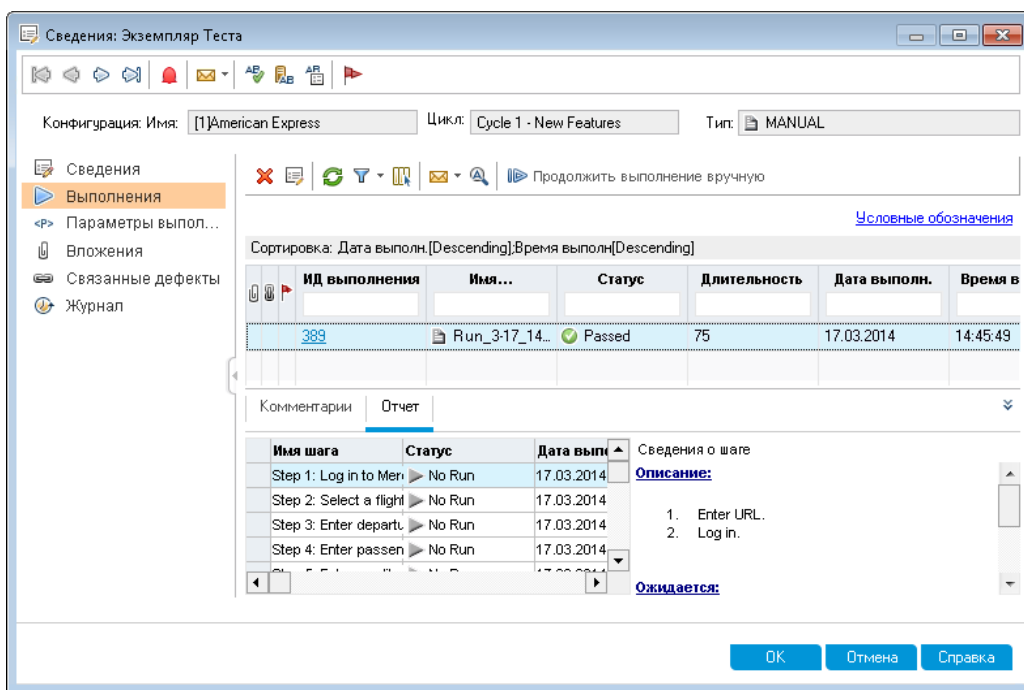 Сведения: Экземпляр Теста
Конфигурация: Имя: [1]American Express Цикл: Cycle 1 - New Features Тип: MANUAL
Сведения
Выполнения
<P> Параметры выпол...
Вложения
Связанные дефекты
Журнал
Продолжить выполнение вручную
Условные обозначения
Сортировка: Дата выполн.[Descending];Время выполн[Descending]
ИД выполнения Имя... Статус Длительность Дата выполн. Время в
389 Run_3-17_14... Passed 75 17.03.2014 14:45:49
Комментарии Отчет
Имя шага Статус Дата выпо
Step 1: Log in to Mer No Run 17.03.2014
Step 2: Select a flight No Run 17.03.2014
Step 3: Enter departu No Run 17.03.2014
Step 4: Enter passen No Run 17.03.2014
Сведения о шаге
Описание:
1. Enter URL.
2. Log in.
Ожидается:
OK Отмена Справка